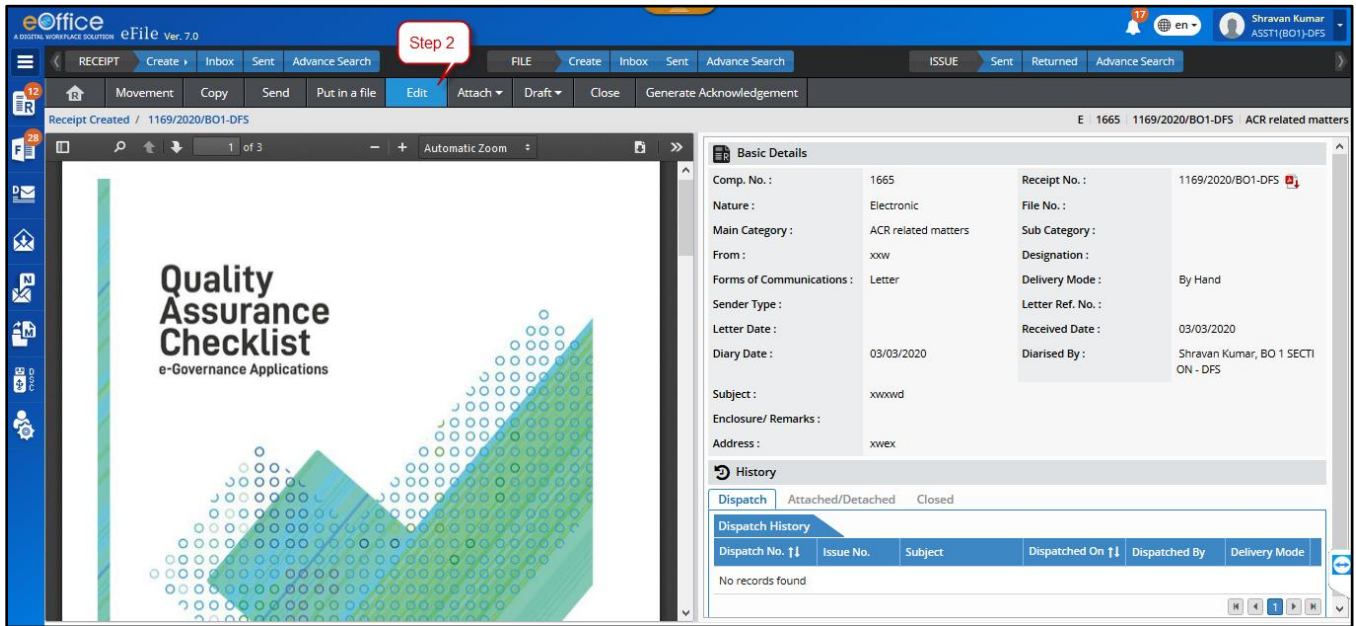 eOffice
A DIGITAL WORKPLACE SOLUTION
eFile Ver. 7.0
Step 2
17
en
Shravan Kumar
ASST1(BO1)-DFS
RECEIPT Create Inbox Sent Advance Search
FILE Create Inbox Sent Advance Search
ISSUE Sent Returned Advance Search
12
R
28
F
D
N
M
DSC
R Movement Copy Send Put in a file Edit Attach Draft Close Generate Acknowledgement
Receipt Created / 1169/2020/BO1-DFS
E 1665 1169/2020/BO1-DFS ACR related matters
1 of 3 Automatic Zoom
Quality
Assurance
Checklist
e-Governance Applications
Basic Details
Comp. No. : 1665 Receipt No. : 1169/2020/BO1-DFS
Nature : Electronic File No. :
Main Category : ACR related matters Sub Category :
From : xxw Designation :
Forms of Communications : Letter Delivery Mode : By Hand
Sender Type : Letter Ref. No. :
Letter Date : Received Date : 03/03/2020
Diary Date : 03/03/2020 Diarised By : Shravan Kumar, BO 1 SECTI
ON - DFS
Subject : xwxwd
Enclosure/ Remarks :
Address : xwex
History
Dispatch Attached/Detached Closed
Dispatch History
Dispatch No. Issue No. Subject Dispatched On Dispatched By Delivery Mode
No records found
1